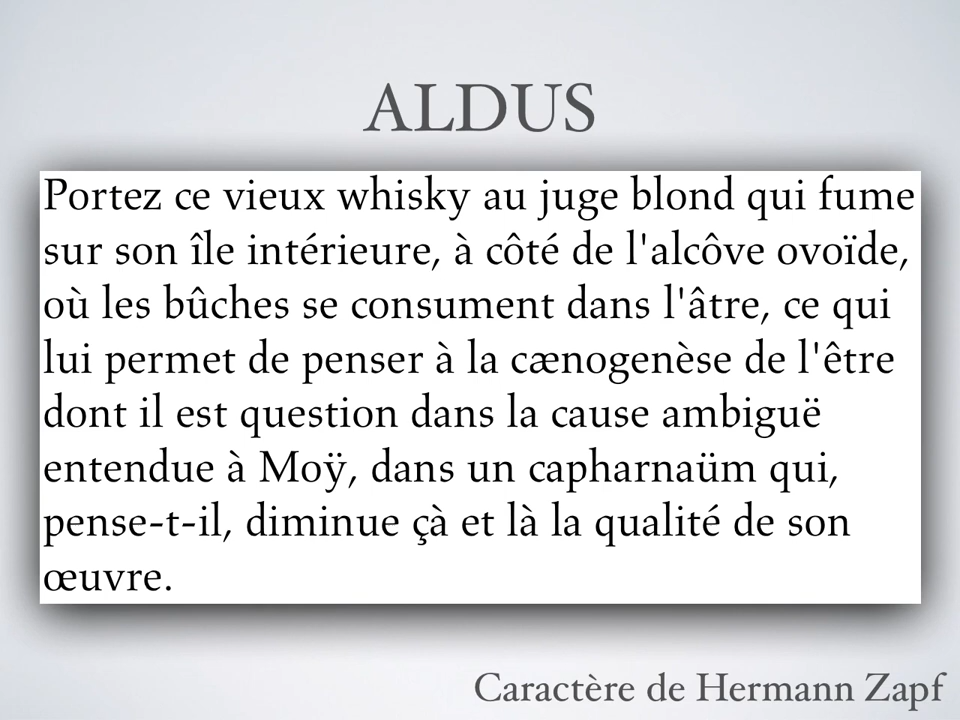 ALDUS
Portez ce vieux whisky au juge blond qui fume
sur son île intérieure, à côté de l'alcôve ovoïde,
où les bûches se consument dans l'âtre, ce qui
lui permet de penser à la cænogenèse de l'être
dont il est question dans la cause ambiguë
entendue à Moÿ, dans un capharnaüm qui,
pense-t-il, diminue çà et là la qualité de son
œuvre.
Caractère de Hermann Zapf